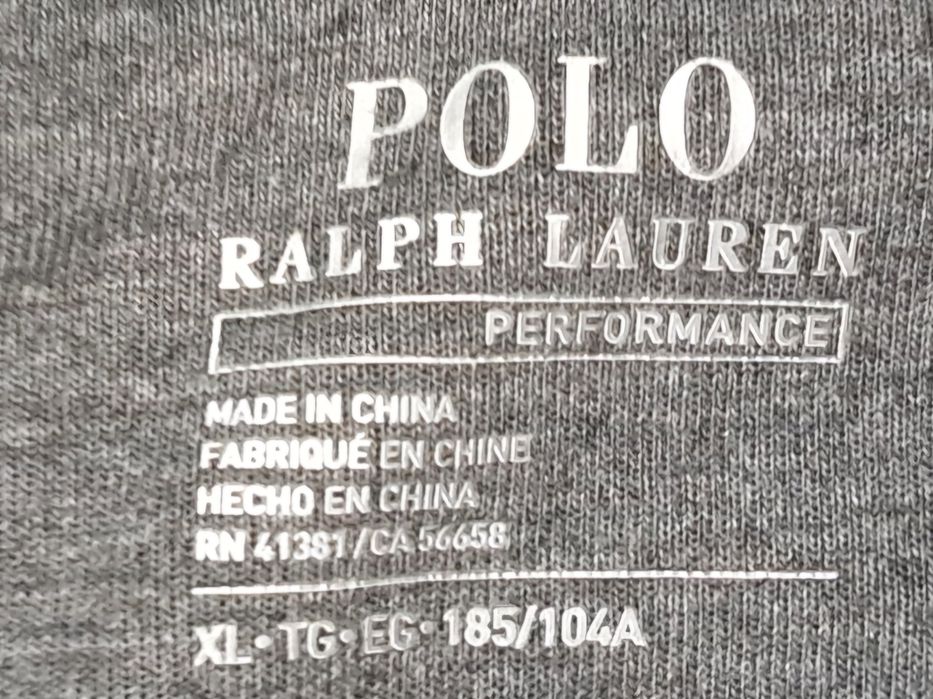 POLO
RALPH LAUREN
PERFORMANCE
MADE IN CHINA
FABRIQUÉ EN CHINE
HECHO EN CHINA
RN 41381/CA 56658
XL•TG•EG•185/104A